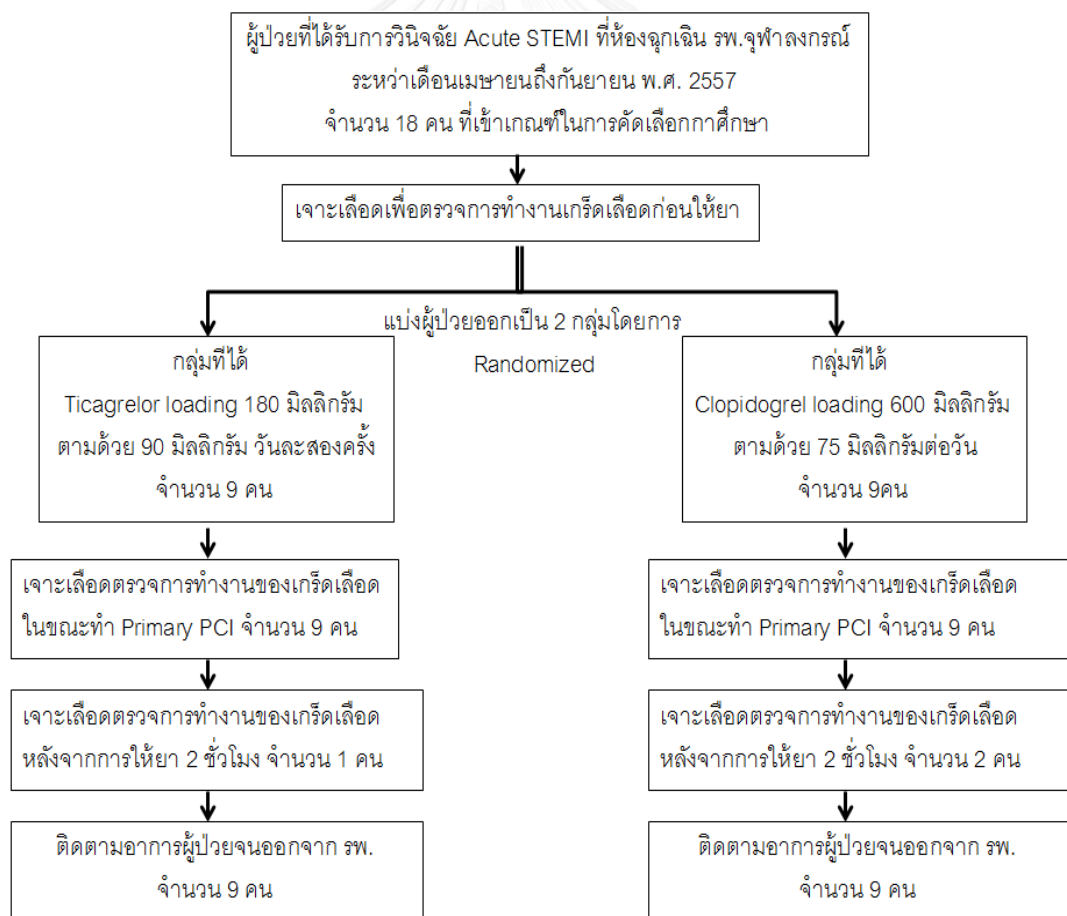 ผู้ป่วยที่ได้รับการวินิจฉัย Acute STEMI ที่ห้องฉุกเฉิน รพ.จุฬาลงกรณ์
ระหว่าเดือนเมษายนถึงกันยายน พ.ศ. 2557
จำนวน 18 คน ที่เข้าเกณฑ์ในการคัดเลือกกาศึกษา
เจาะเลือดเพื่อตรวจการทำงานเกร็ดเลือดก่อนให้ยา
แบ่งผู้ป่วยออกเป็น 2 กลุ่มโดยการ
Randomized
กลุ่มที่ได้
Ticagrelor loading 180 มิลลิกรัม
ตามด้วย 90 มิลลิกรัม วันละสองครั้ง
จำนวน 9 คน
กลุ่มที่ได้
Clopidogrel loading 600 มิลลิกรัม
ตามด้วย 75 มิลลิกรัมต่อวัน
จำนวน 9คน
เจาะเลือดตรวจการทำงานของเกร็ดเลือด
ในขณะทำ Primary PCI จำนวน 9 คน
เจาะเลือดตรวจการทำงานของเกร็ดเลือด
ในขณะทำ Primary PCI จำนวน 9 คน
เจาะเลือดตรวจการทำงานของเกร็ดเลือด
หลังจากการให้ยา 2 ชั่วโมง จำนวน 1 คน
เจาะเลือดตรวจการทำงานของเกร็ดเลือด
หลังจากการให้ยา 2 ชั่วโมง จำนวน 2 คน
ติดตามอาการผู้ป่วยจนออกจาก รพ.
จำนวน 9 คน
ติดตามอาการผู้ป่วยจนออกจาก รพ.
จำนวน 9 คน